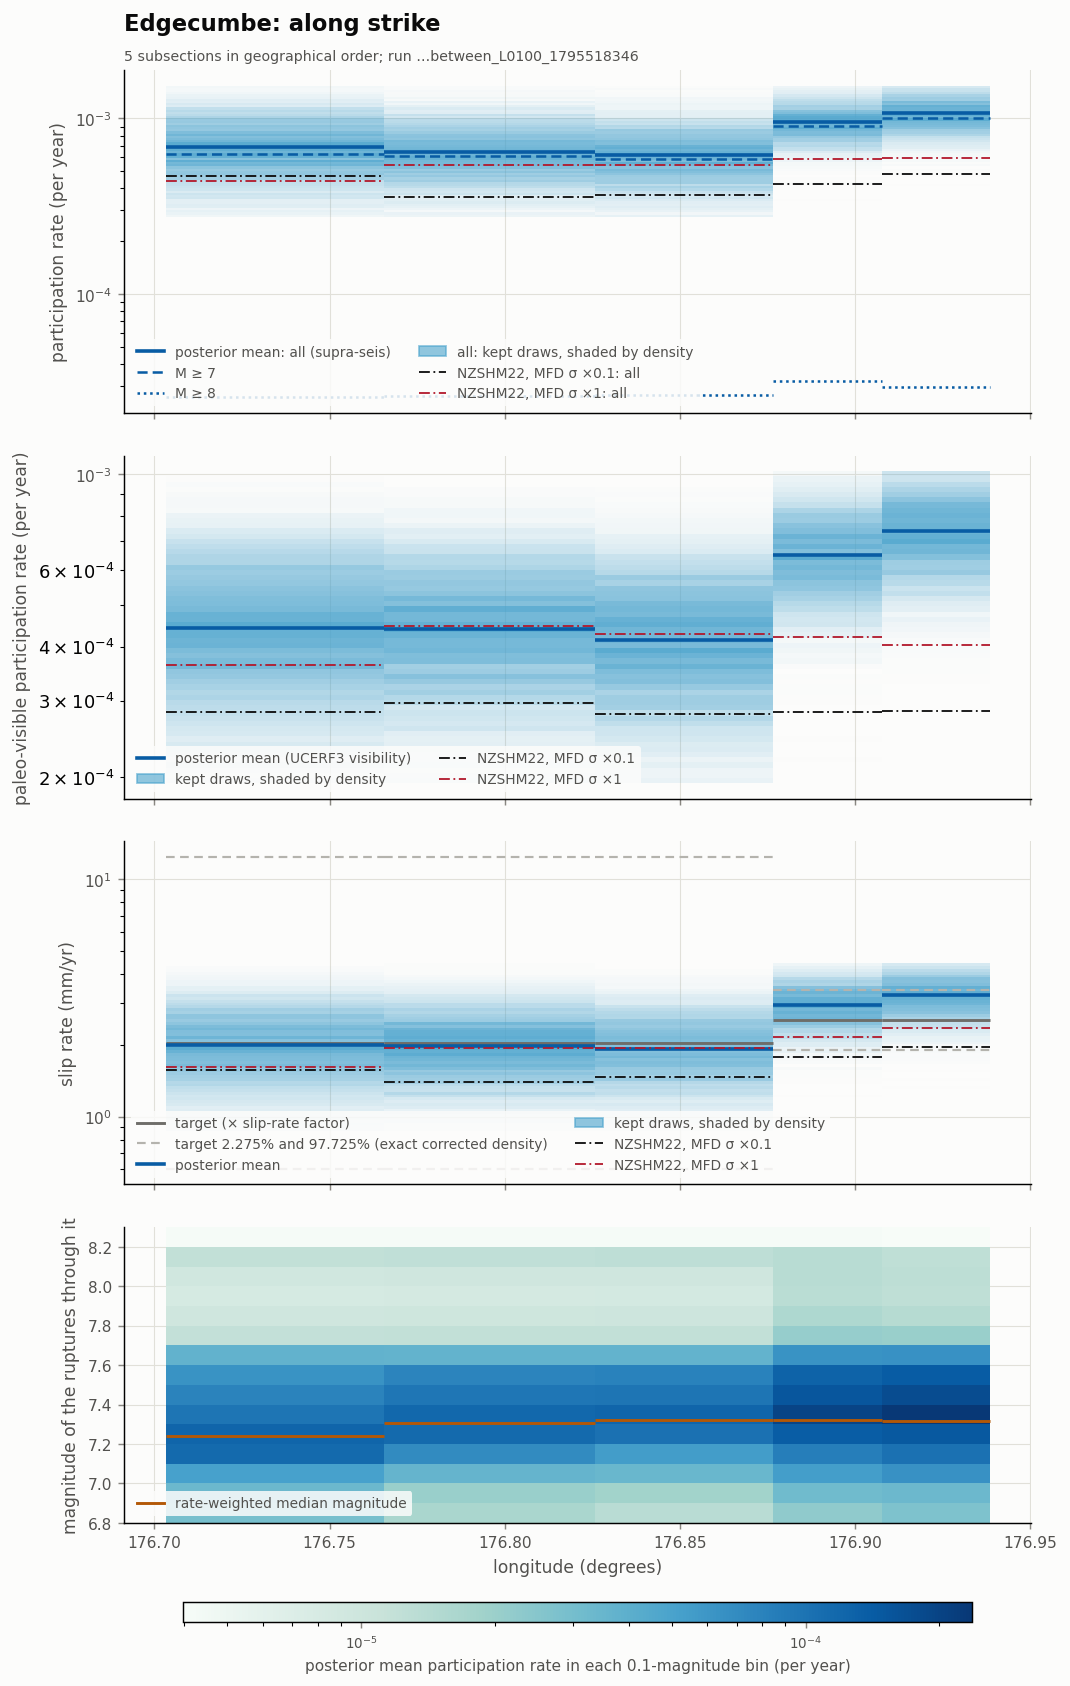 Edgecumbe: along strike
5 subsections in geographical order; run ...between_L0100_1795518346
participation rate (per year)
10⁻³
10⁻⁴
posterior mean: all (supra-seis)
M ≥ 7
M ≥ 8
all: kept draws, shaded by density
NZSHM22, MFD σ ×0.1: all
NZSHM22, MFD σ ×1: all
paleo-visible participation rate (per year)
10⁻³
6 × 10⁻⁴
4 × 10⁻⁴
3 × 10⁻⁴
2 × 10⁻⁴
posterior mean (UCERF3 visibility)
kept draws, shaded by density
NZSHM22, MFD σ ×0.1
NZSHM22, MFD σ ×1
slip rate (mm/yr)
10¹
10⁰
target (× slip-rate factor)
target 2.275% and 97.725% (exact corrected density)
posterior mean
kept draws, shaded by density
NZSHM22, MFD σ ×0.1
NZSHM22, MFD σ ×1
magnitude of the ruptures through it
8.2
8.0
7.8
7.6
7.4
7.2
7.0
6.8
rate-weighted median magnitude
176.70 176.75 176.80 176.85 176.90 176.95
longitude (degrees)
10⁻⁵ 10⁻⁴
posterior mean participation rate in each 0.1-magnitude bin (per year)